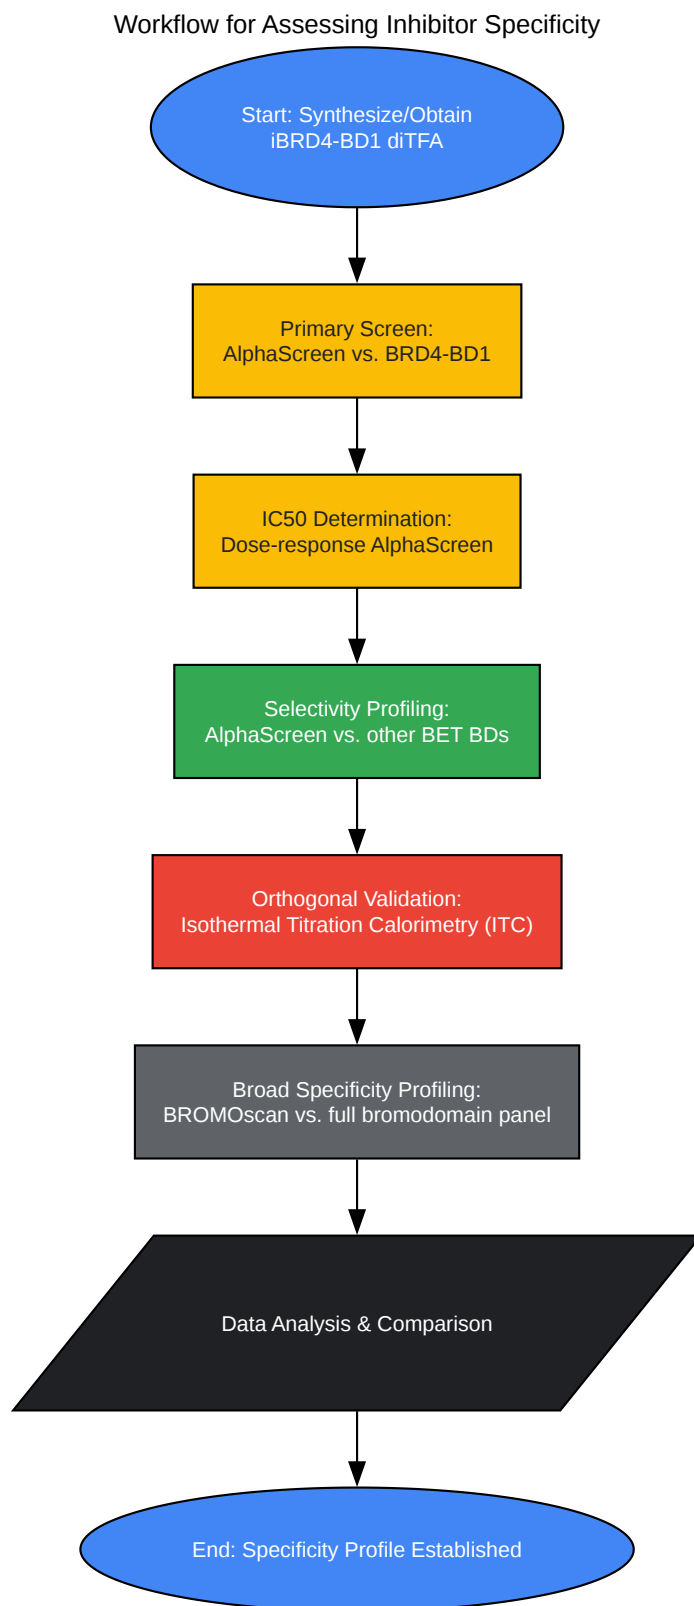 Workflow for Assessing Inhibitor Specificity
Start: Synthesize/Obtain
iBRD4-BD1 diTFA
Primary Screen:
AlphaScreen vs. BRD4-BD1
IC50 Determination:
Dose-response AlphaScreen
Selectivity Profiling:
AlphaScreen vs. other BET BDs
Orthogonal Validation:
Isothermal Titration Calorimetry (ITC)
Broad Specificity Profiling:
BROMOscan vs. full bromodomain panel
Data Analysis & Comparison
End: Specificity Profile Established